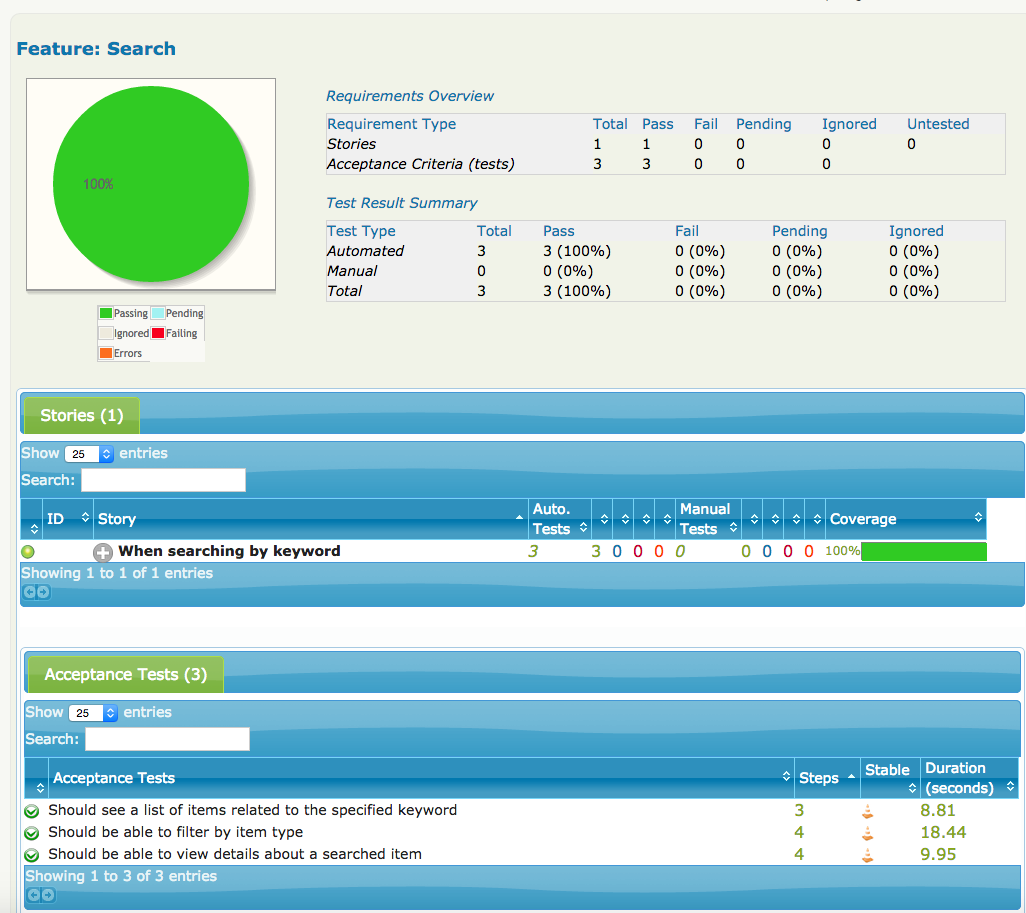 Feature: Search
100%
Passing Pending
Ignored Failing
Errors
Requirements Overview
Requirement Type Total Pass Fail Pending Ignored Untested
Stories 1 1 0 0 0 0
Acceptance Criteria (tests) 3 3 0 0 0
Test Result Summary
Test Type Total Pass Fail Pending Ignored
Automated 3 3 (100%) 0 (0%) 0 (0%) 0 (0%)
Manual 0 0 (0%) 0 (0%) 0 (0%) 0 (0%)
Total 3 3 (100%) 0 (0%) 0 (0%) 0 (0%)
Stories (1)
Show 25 entries
Search:
ID Story Auto. Tests Manual Tests Coverage
When searching by keyword 3 3 0 0 0 0 0 0 0 0 100%
Showing 1 to 1 of 1 entries
Acceptance Tests (3)
Show 25 entries
Search:
Acceptance Tests Steps Stable Duration (seconds)
Should see a list of items related to the specified keyword 3 8.81
Should be able to filter by item type 4 18.44
Should be able to view details about a searched item 4 9.95
Showing 1 to 3 of 3 entries